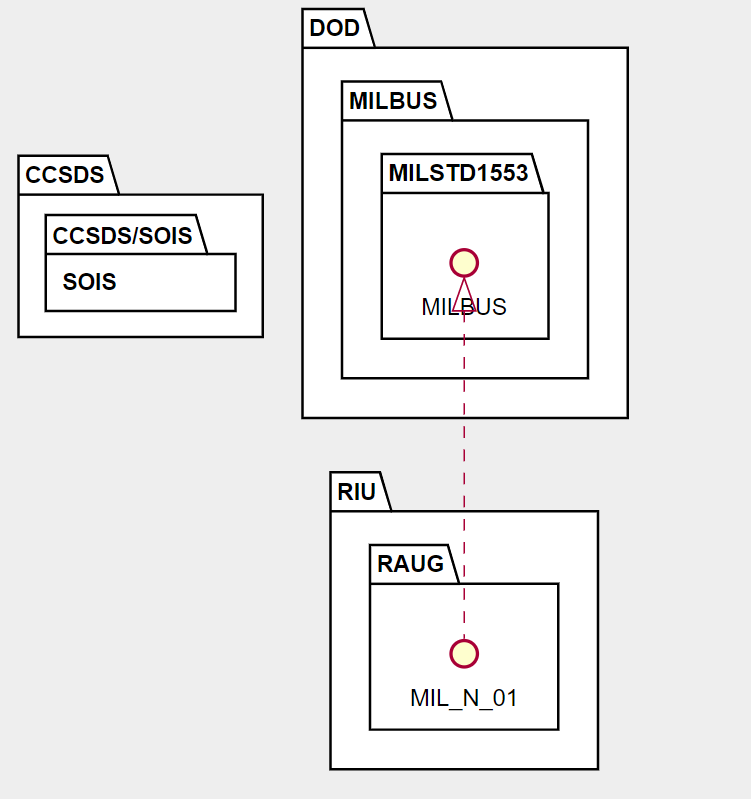 DOD
MILBUS
MILSTD1553
MILBUS
CCSDS
CCSDS/SOIS
SOIS
RIU
RAUG
MIL_N_01